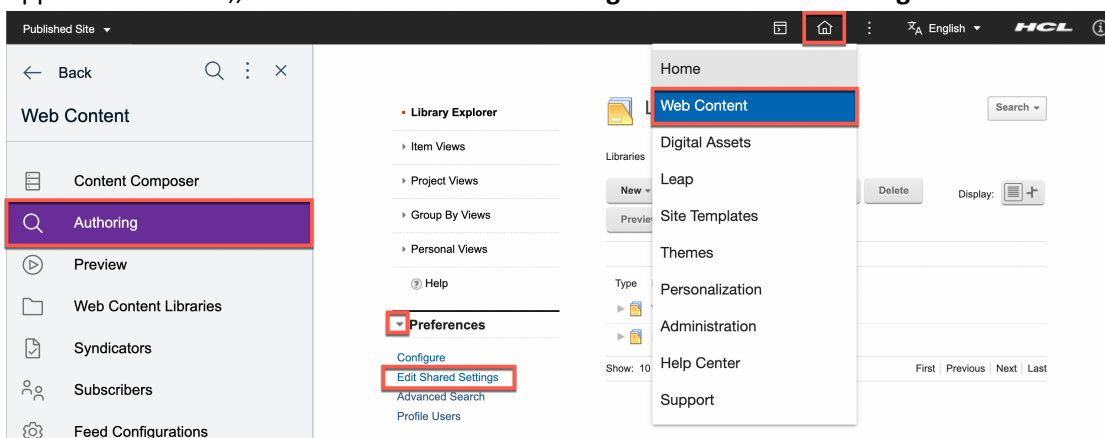 Published Site
English
HCL
Back
Web Content
Content Composer
Authoring
Preview
Web Content Libraries
Syndicators
Subscribers
Feed Configurations
Library Explorer
Item Views
Project Views
Group By Views
Personal Views
Help
Preferences
Configure
Edit Shared Settings
Advanced Search
Profile Users
L
Search
Libraries
New
Delete
Display:
Type
Show: 10
First Previous Next Last
Home
Web Content
Digital Assets
Leap
Site Templates
Themes
Personalization
Administration
Help Center
Support